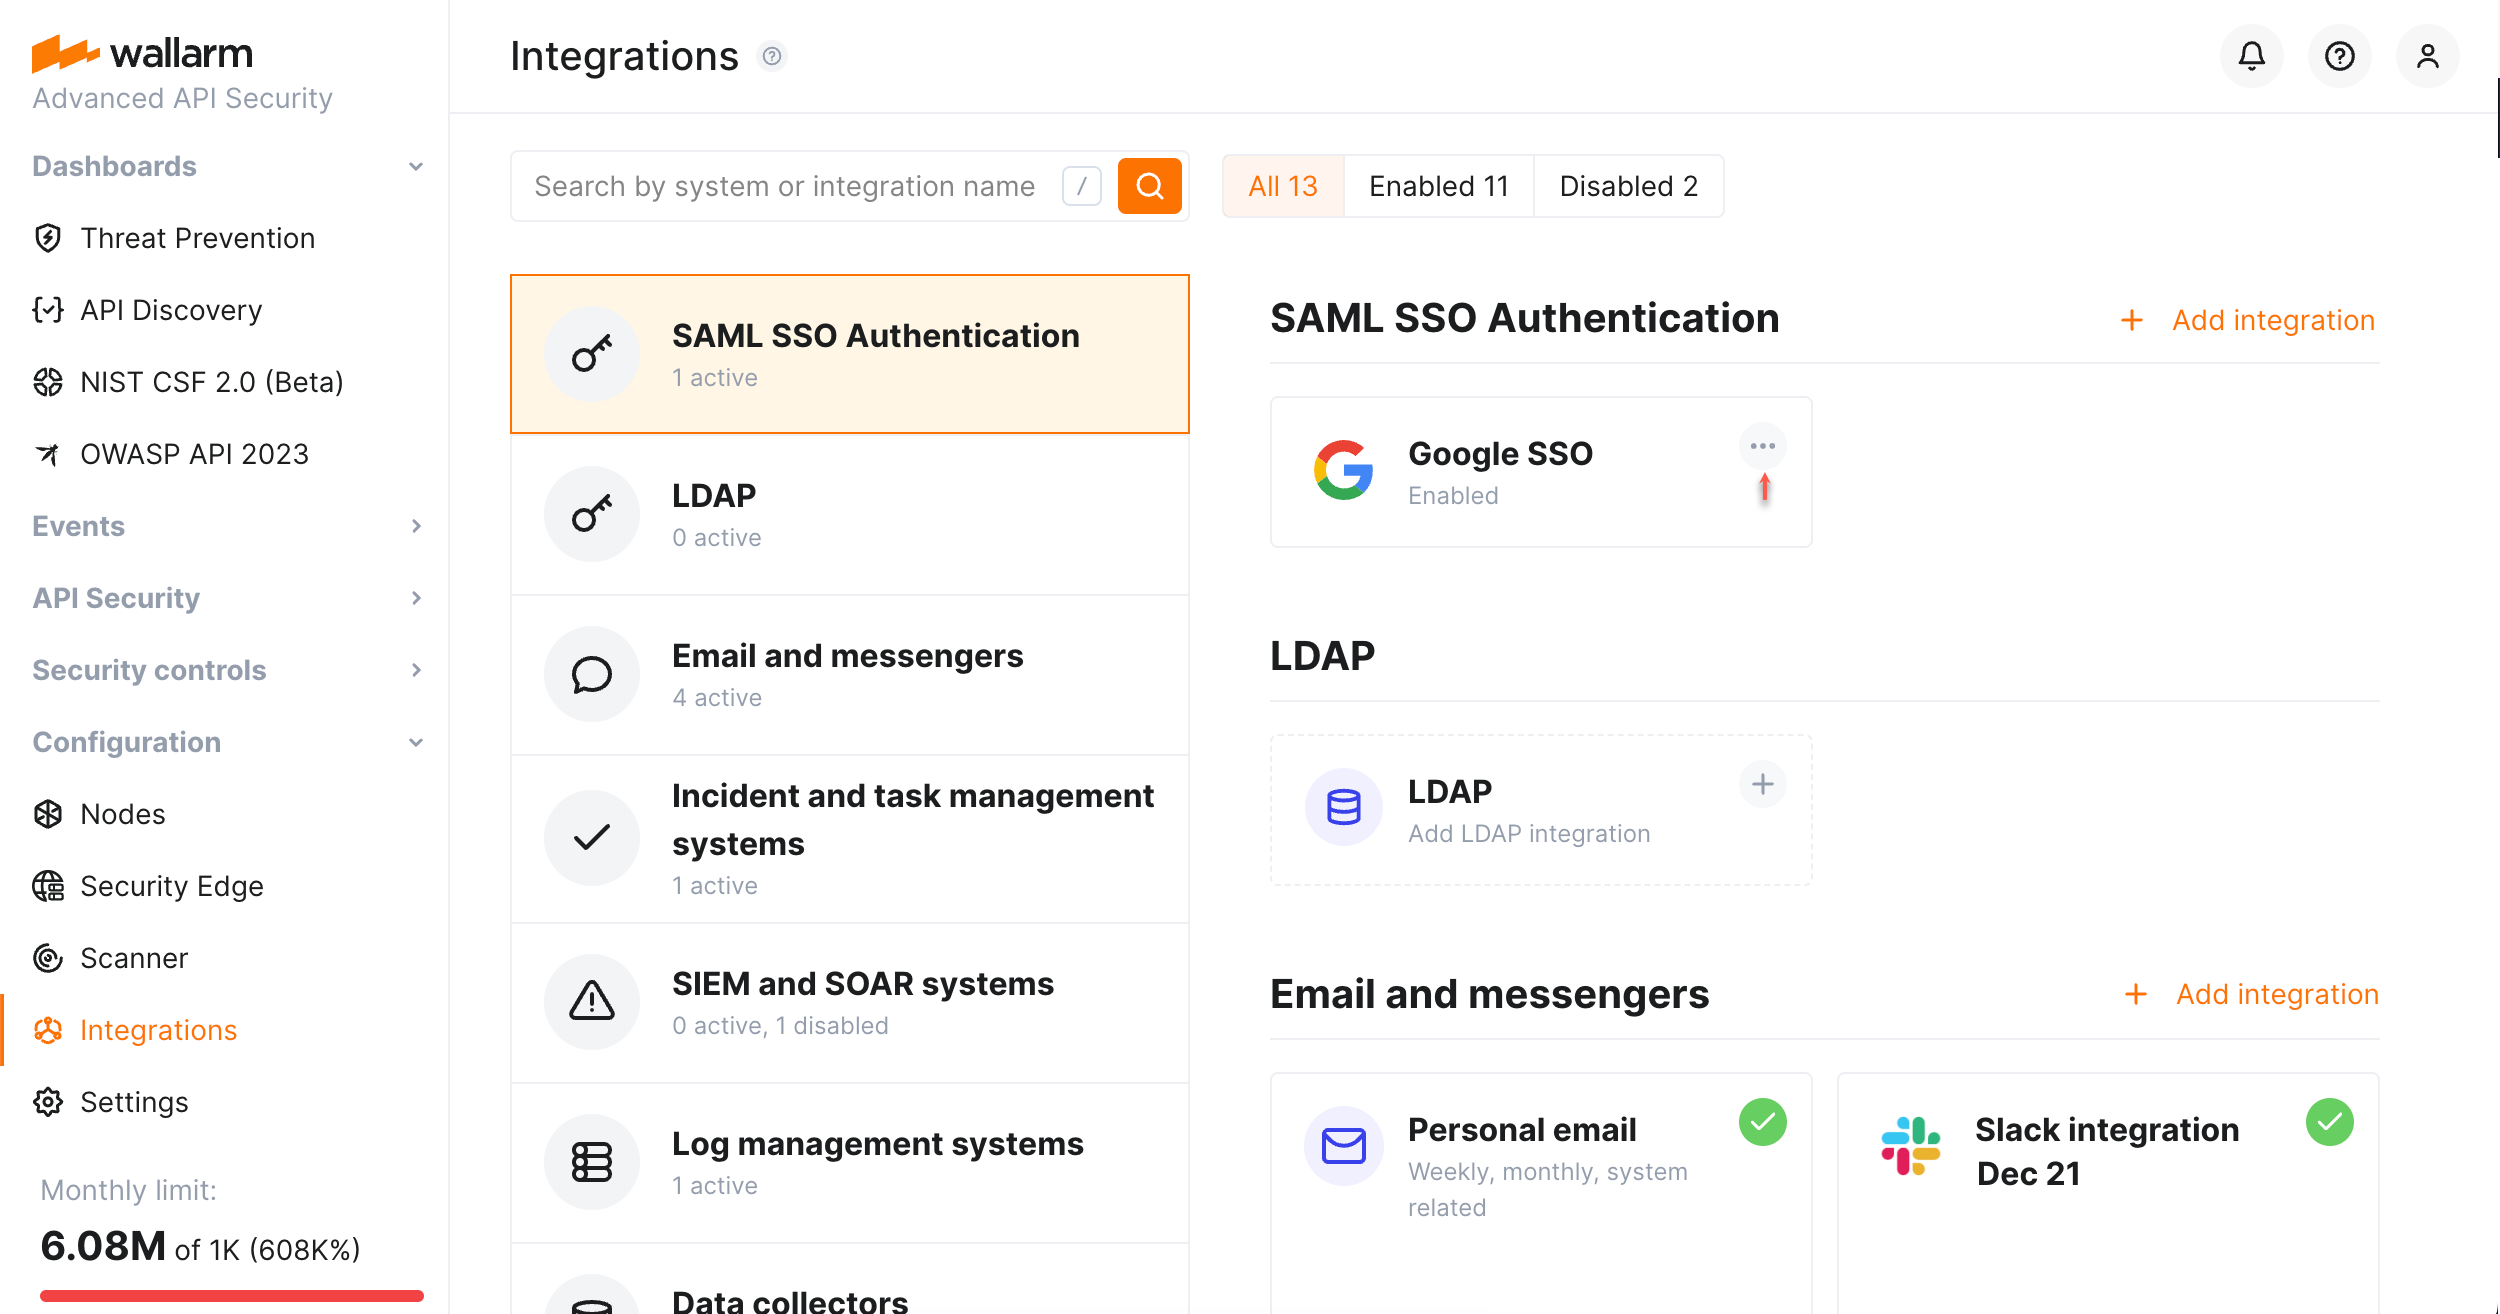 wallarm
Advanced API Security
Dashboards
Threat Prevention
API Discovery
NIST CSF 2.0 (Beta)
OWASP API 2023
Events
API Security
Security controls
Configuration
Nodes
Security Edge
Scanner
Integrations
Settings
Monthly limit:
6.08M of 1K (608K%)
Integrations ?
?
Search by system or integration name /
All 13 Enabled 11 Disabled 2
SAML SSO Authentication
1 active
LDAP
0 active
Email and messengers
4 active
Incident and task management
systems
1 active
SIEM and SOAR systems
0 active, 1 disabled
Log management systems
1 active
Data collectors
SAML SSO Authentication
+ Add integration
Google SSO
Enabled
LDAP
LDAP
Add LDAP integration
Email and messengers
+ Add integration
Personal email
Weekly, monthly, system
related
Slack integration
Dec 21